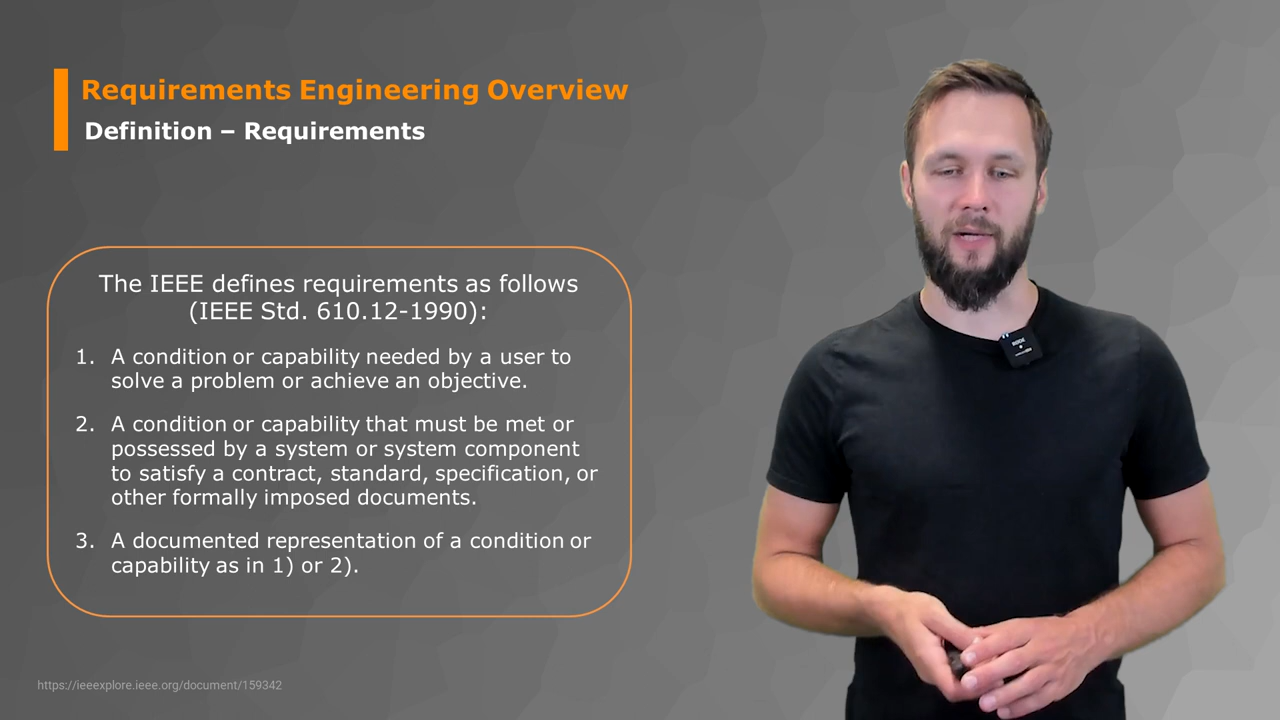 Requirements Engineering Overview
Definition – Requirements
The IEEE defines requirements as follows
(IEEE Std. 610.12-1990):
1. A condition or capability needed by a user to
solve a problem or achieve an objective.
2. A condition or capability that must be met or
possessed by a system or system component
to satisfy a contract, standard, specification, or
other formally imposed documents.
3. A documented representation of a condition or
capability as in 1) or 2).
https://ieeexplore.ieee.org/document/159342